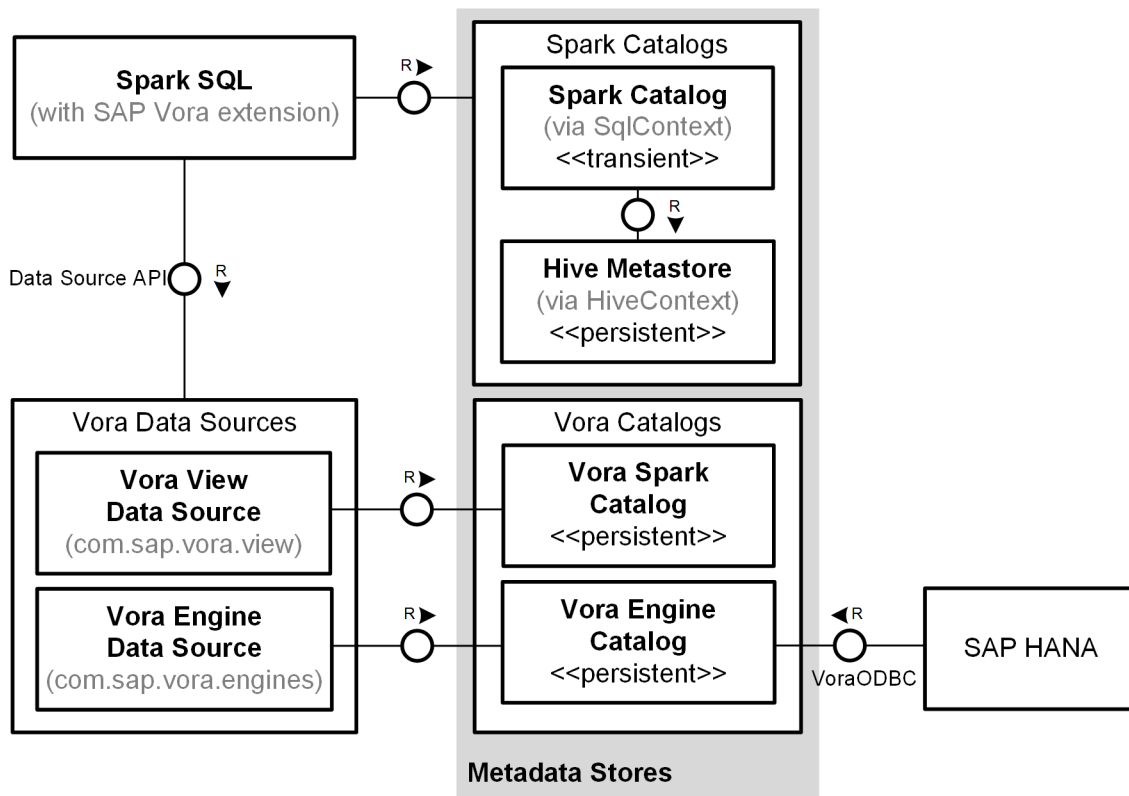 Spark SQL
(with SAP Vora extension)
R
Spark Catalogs
Spark Catalog
(via SqlContext)
<<transient>>
R
Hive Metastore
(via HiveContext)
<<persistent>>
Data Source API
R
Vora Data Sources
Vora View
Data Source
(com.sap.vora.view)
R
Vora Engine
Data Source
(com.sap.vora.engines)
R
Vora Catalogs
Vora Spark
Catalog
<<persistent>>
Vora Engine
Catalog
<<persistent>>
R
VoraODBC
SAP HANA
Metadata Stores